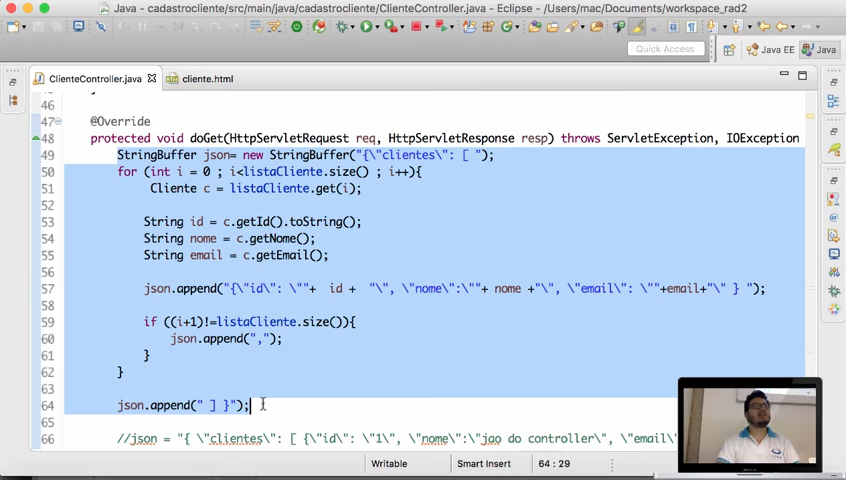 Java - cadastrocliente/src/main/java/cadastrocliente/ClienteController.java - Eclipse - /Users/mac/Documents/workspace_rad2
Quick Access
Java EE
Java
ClienteController.java
cliente.html
46
47 @Override
48 protected void doGet(HttpServletRequest req, HttpServletResponse resp) throws ServletException, IOException
49 StringBuffer json= new StringBuffer("{\"clientes\": [ ");
50 for (int i = 0 ; i<listaCliente.size() ; i++){
51 Cliente c = listaCliente.get(i);
52
53 String id = c.getId().toString();
54 String nome = c.getNome();
55 String email = c.getEmail();
56
57 json.append("{\"id\": \""+ id + "\", \"nome\":\""+ nome +"\", \"email\": \""+email+"\" } ");
58
59 if ((i+1)!=listaCliente.size()){
60 json.append(",");
61 }
62 }
63
64 json.append(" ] }");
65
66 //json = "{ \"clientes\": [ {\"id\": \"1\", \"nome\":\"jao do controller\", \"email\"
Writable
Smart Insert
64 : 29